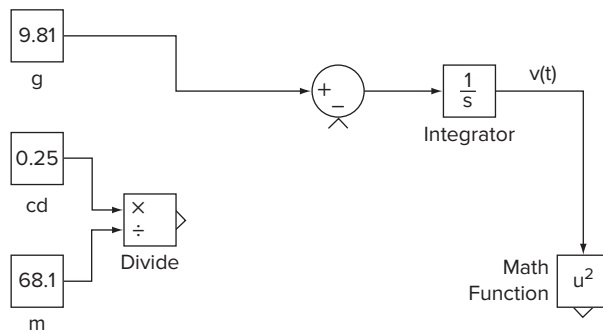 9.81
g
+
−
1
s
v(t)
Integrator
0.25
cd
×
÷
Divide
68.1
m
Math
Function
u²